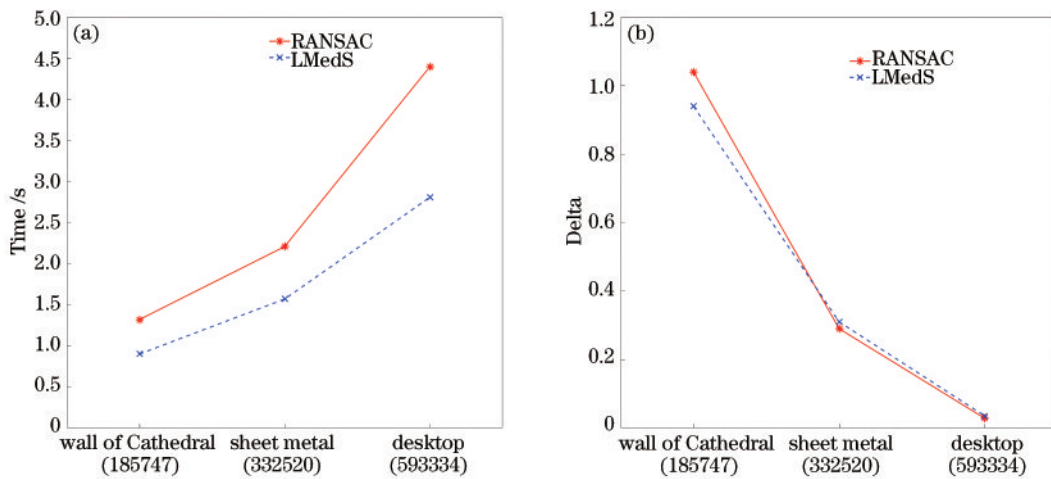 (a)
RANSAC
LMedS
5.0
4.5
4.0
3.5
3.0
2.5
2.0
1.5
1.0
0.5
0
Time /s
wall of Cathedral
(185747)
sheet metal
(332520)
desktop
(593334)
(b)
RANSAC
LMedS
1.2
1.0
0.8
0.6
0.4
0.2
0
Delta
wall of Cathedral
(185747)
sheet metal
(332520)
desktop
(593334)